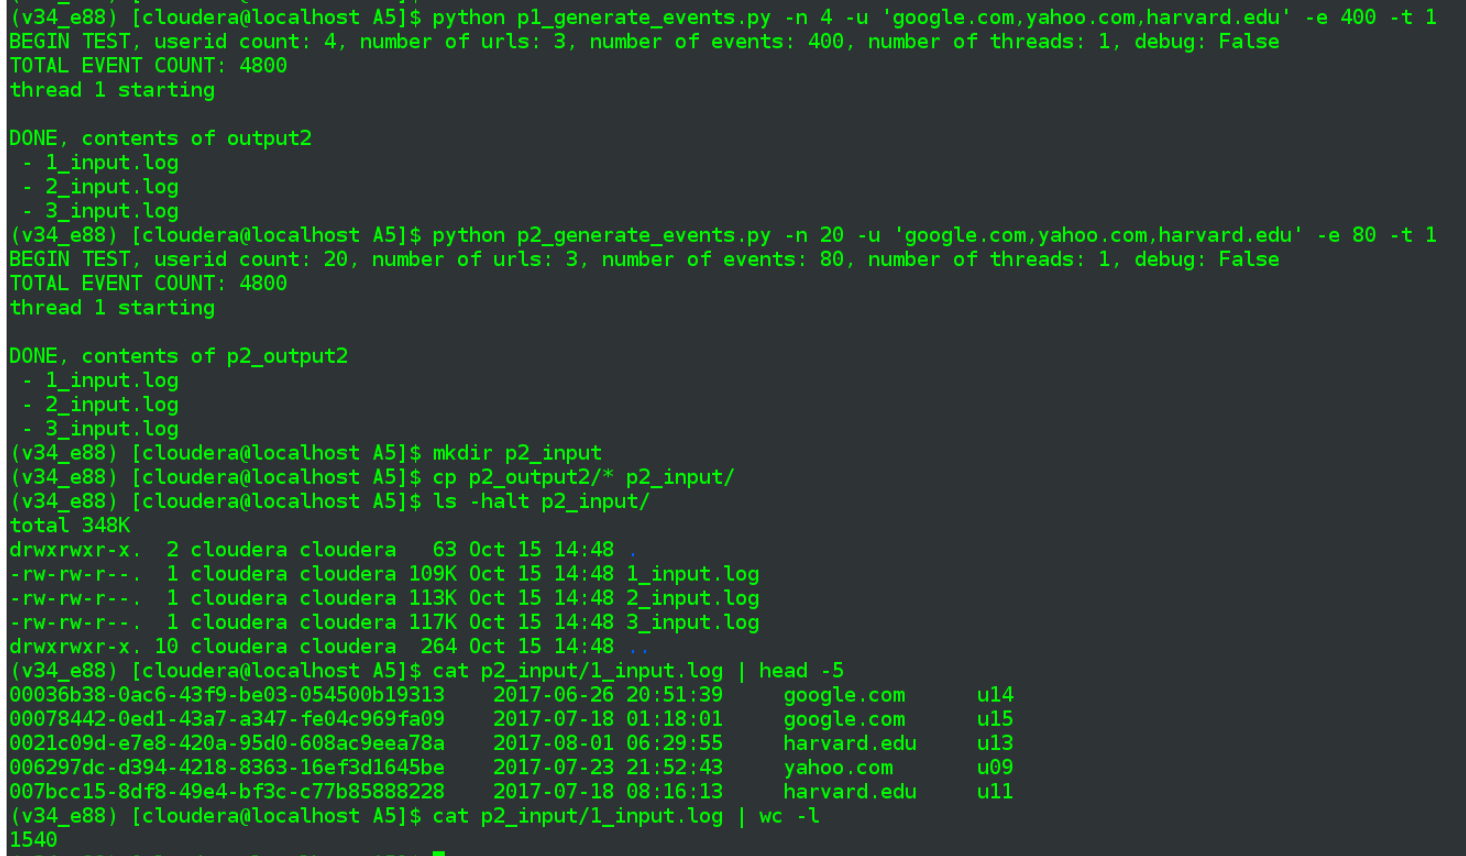 (v34_e88) [cloudera@localhost A5]$ python p1_generate_events.py -n 4 -u 'google.com,yahoo.com,harvard.edu' -e 400 -t 1
BEGIN TEST, userid count: 4, number of urls: 3, number of events: 400, number of threads: 1, debug: False
TOTAL EVENT COUNT: 4800
thread 1 starting

DONE, contents of output2
 - 1_input.log
 - 2_input.log
 - 3_input.log
(v34_e88) [cloudera@localhost A5]$ python p2_generate_events.py -n 20 -u 'google.com,yahoo.com,harvard.edu' -e 80 -t 1
BEGIN TEST, userid count: 20, number of urls: 3, number of events: 80, number of threads: 1, debug: False
TOTAL EVENT COUNT: 4800
thread 1 starting

DONE, contents of p2_output2
 - 1_input.log
 - 2_input.log
 - 3_input.log
(v34_e88) [cloudera@localhost A5]$ mkdir p2_input
(v34_e88) [cloudera@localhost A5]$ cp p2_output2/* p2_input/
(v34_e88) [cloudera@localhost A5]$ ls -halt p2_input/
total 348K
drwxrwxr-x.  2 cloudera cloudera   63 Oct 15 14:48 .
-rw-rw-r--.  1 cloudera cloudera 109K Oct 15 14:48 1_input.log
-rw-rw-r--.  1 cloudera cloudera 113K Oct 15 14:48 2_input.log
-rw-rw-r--.  1 cloudera cloudera 117K Oct 15 14:48 3_input.log
drwxrwxr-x. 10 cloudera cloudera  264 Oct 15 14:48 ..
(v34_e88) [cloudera@localhost A5]$ cat p2_input/1_input.log | head -5
00036b38-0ac6-43f9-be03-054500b19313    2017-06-26 20:51:39     google.com      u14
00078442-0ed1-43a7-a347-fe04c969fa09    2017-07-18 01:18:01     google.com      u15
0021c09d-e7e8-420a-95d0-608ac9eea78a    2017-08-01 06:29:55     harvard.edu     u13
006297dc-d394-4218-8363-16ef3d1645be    2017-07-23 21:52:43     yahoo.com       u09
007bcc15-8df8-49e4-bf3c-c77b85888228    2017-07-18 08:16:13     harvard.edu     u11
(v34_e88) [cloudera@localhost A5]$ cat p2_input/1_input.log | wc -l
1540